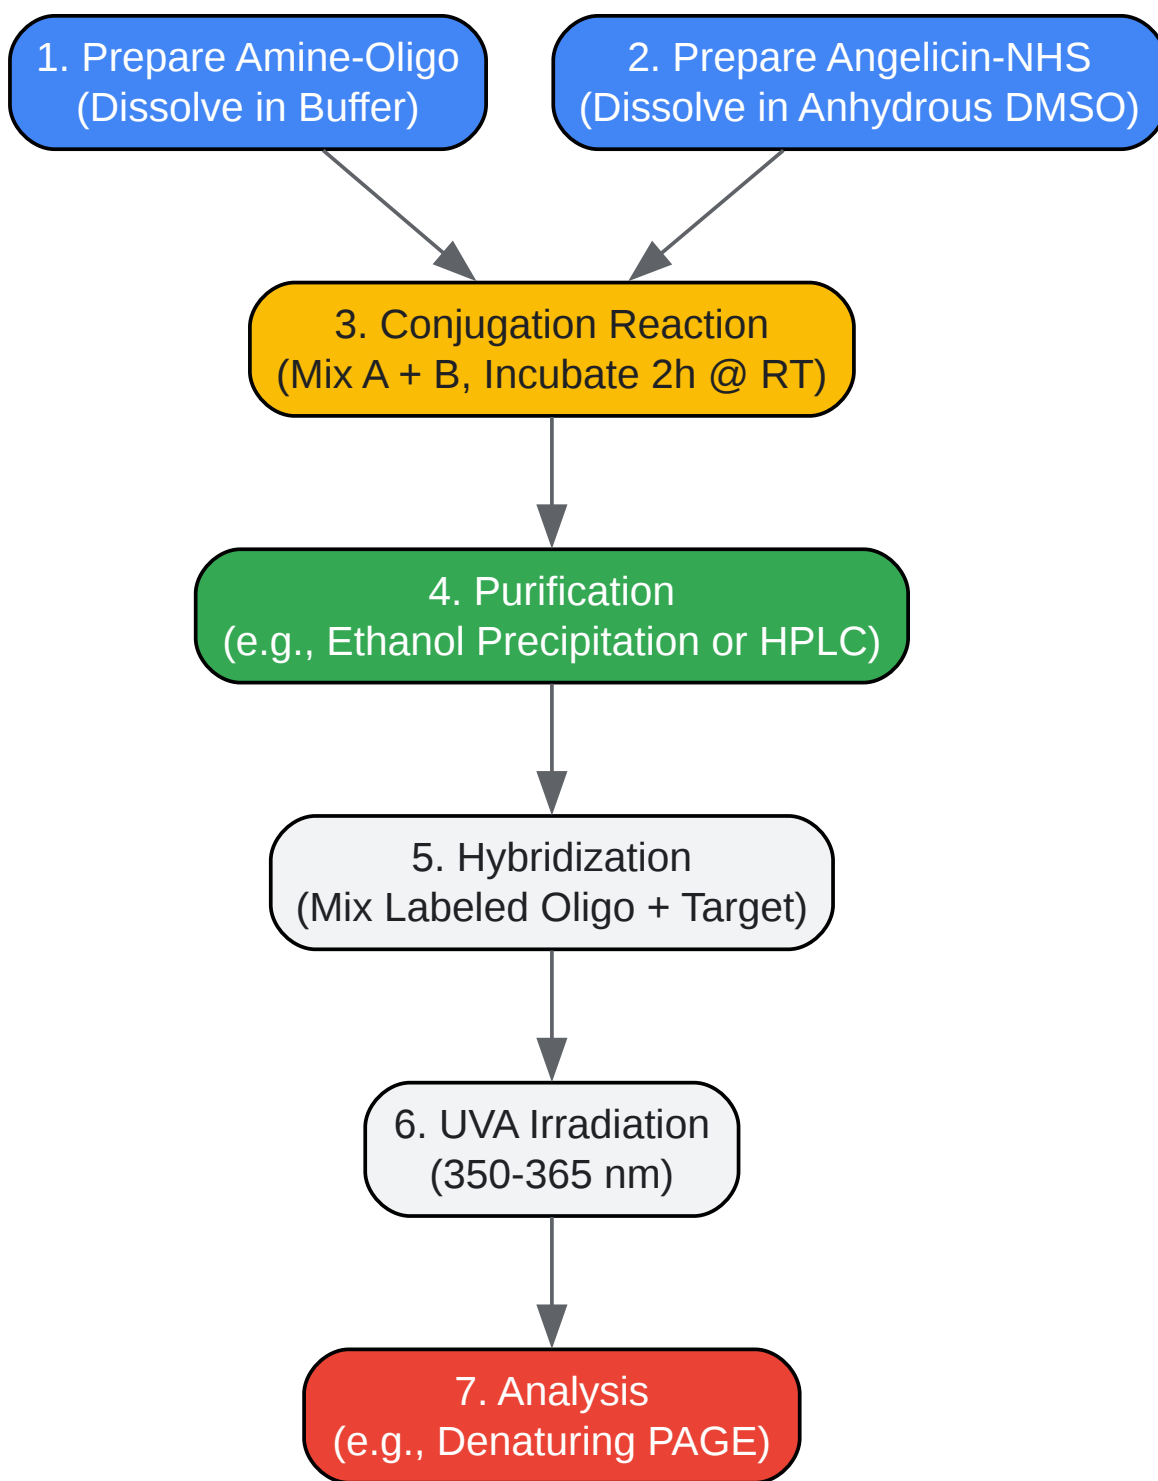 1. Prepare Amine-Oligo
(Dissolve in Buffer)
2. Prepare Angelicin-NHS
(Dissolve in Anhydrous DMSO)
3. Conjugation Reaction
(Mix A + B, Incubate 2h @ RT)
4. Purification
(e.g., Ethanol Precipitation or HPLC)
5. Hybridization
(Mix Labeled Oligo + Target)
6. UVA Irradiation
(350-365 nm)
7. Analysis
(e.g., Denaturing PAGE)